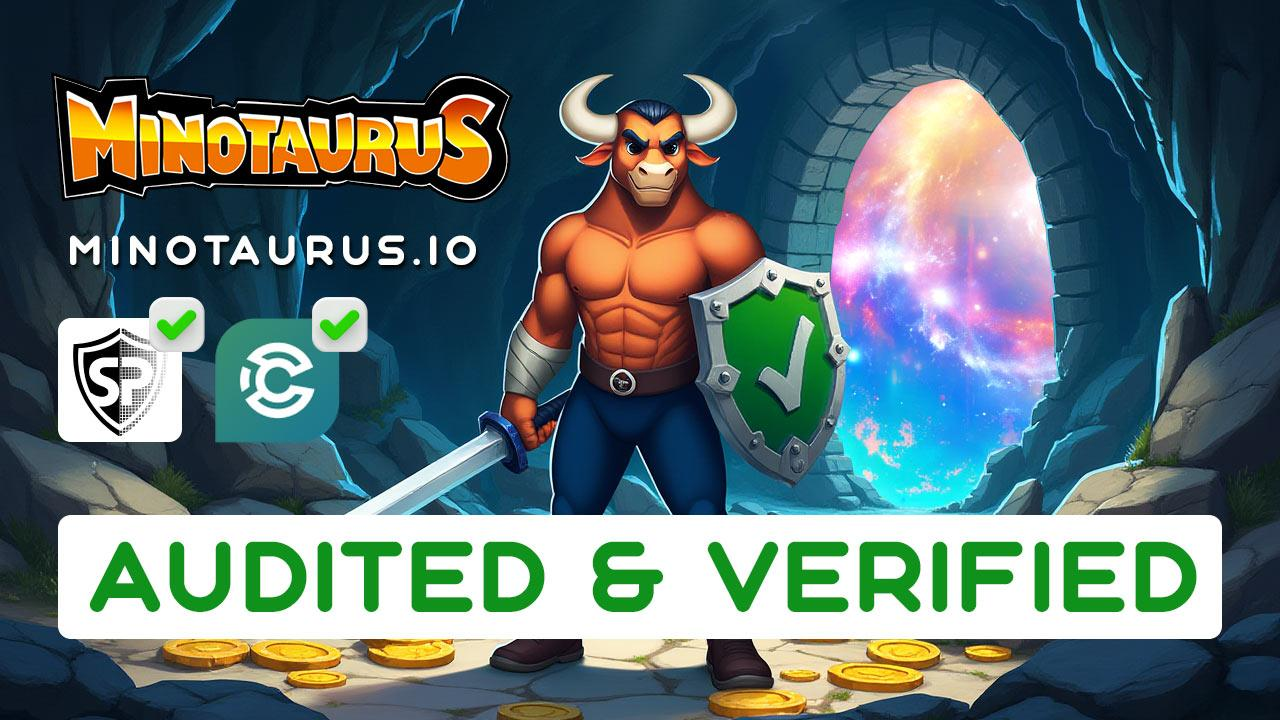 MINOTAURUS
MINOTAURUS.IO
SP
C
AUDITED & VERIFIED